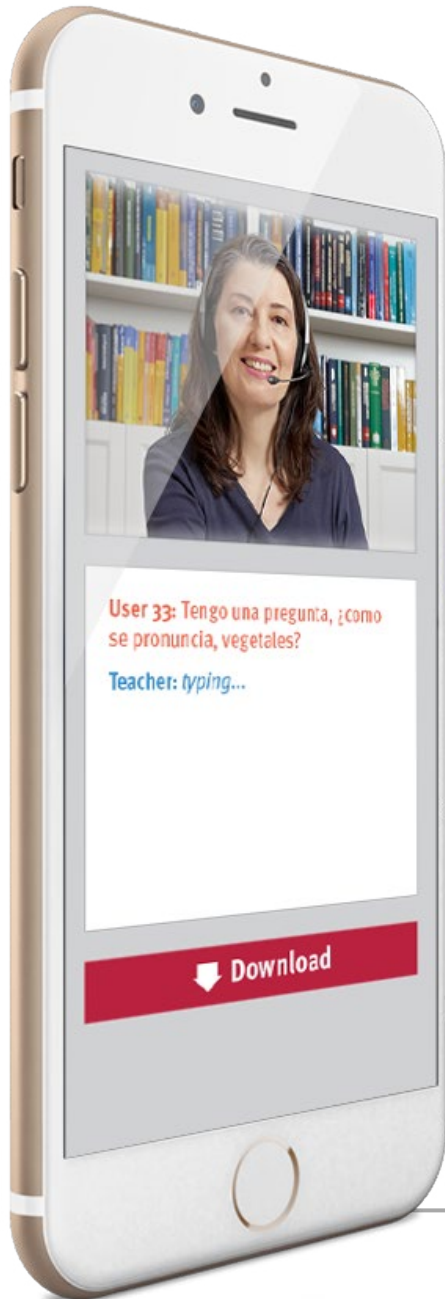 User 33: Tengo una pregunta, ¿como
se pronuncia, vegetales?
Teacher: typing...
Download